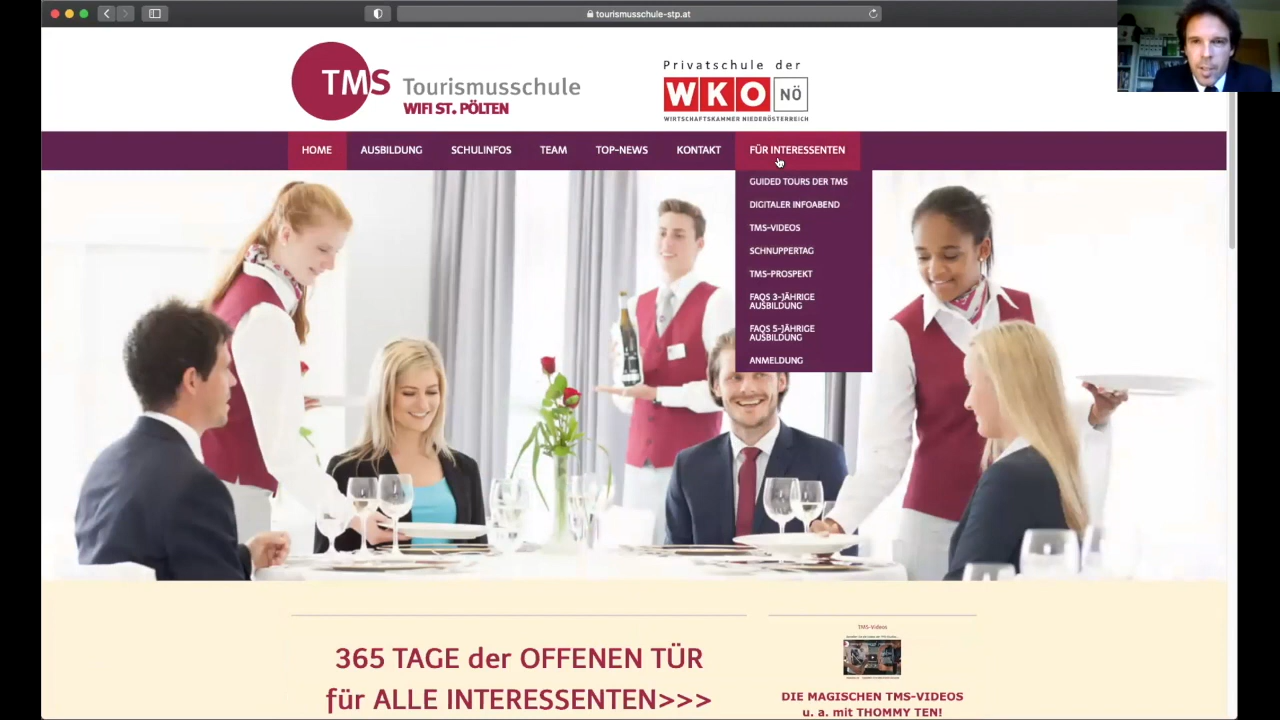 tourismusschule-stp.at
TMS Tourismusschule
WIFI ST. PÖLTEN
Privatschule der
WKO NÖ
WIRTSCHAFTSKAMMER NIEDERÖSTERREICH
HOME AUSBILDUNG SCHULINFOS TEAM TOP-NEWS KONTAKT FÜR INTERESSENTEN
GUIDED TOURS DER TMS
DIGITALER INFOABEND
TMS-VIDEOS
SCHNUPPERTAG
TMS-PROSPEKT
FAQS 3-JÄHRIGE
AUSBILDUNG
FAQS 5-JÄHRIGE
AUSBILDUNG
ANMELDUNG
365 TAGE der OFFENEN TÜR
für ALLE INTERESSENTEN>>>
TMS-Videos
DIE MAGISCHEN TMS-VIDEOS
u. a. mit THOMMY TEN!